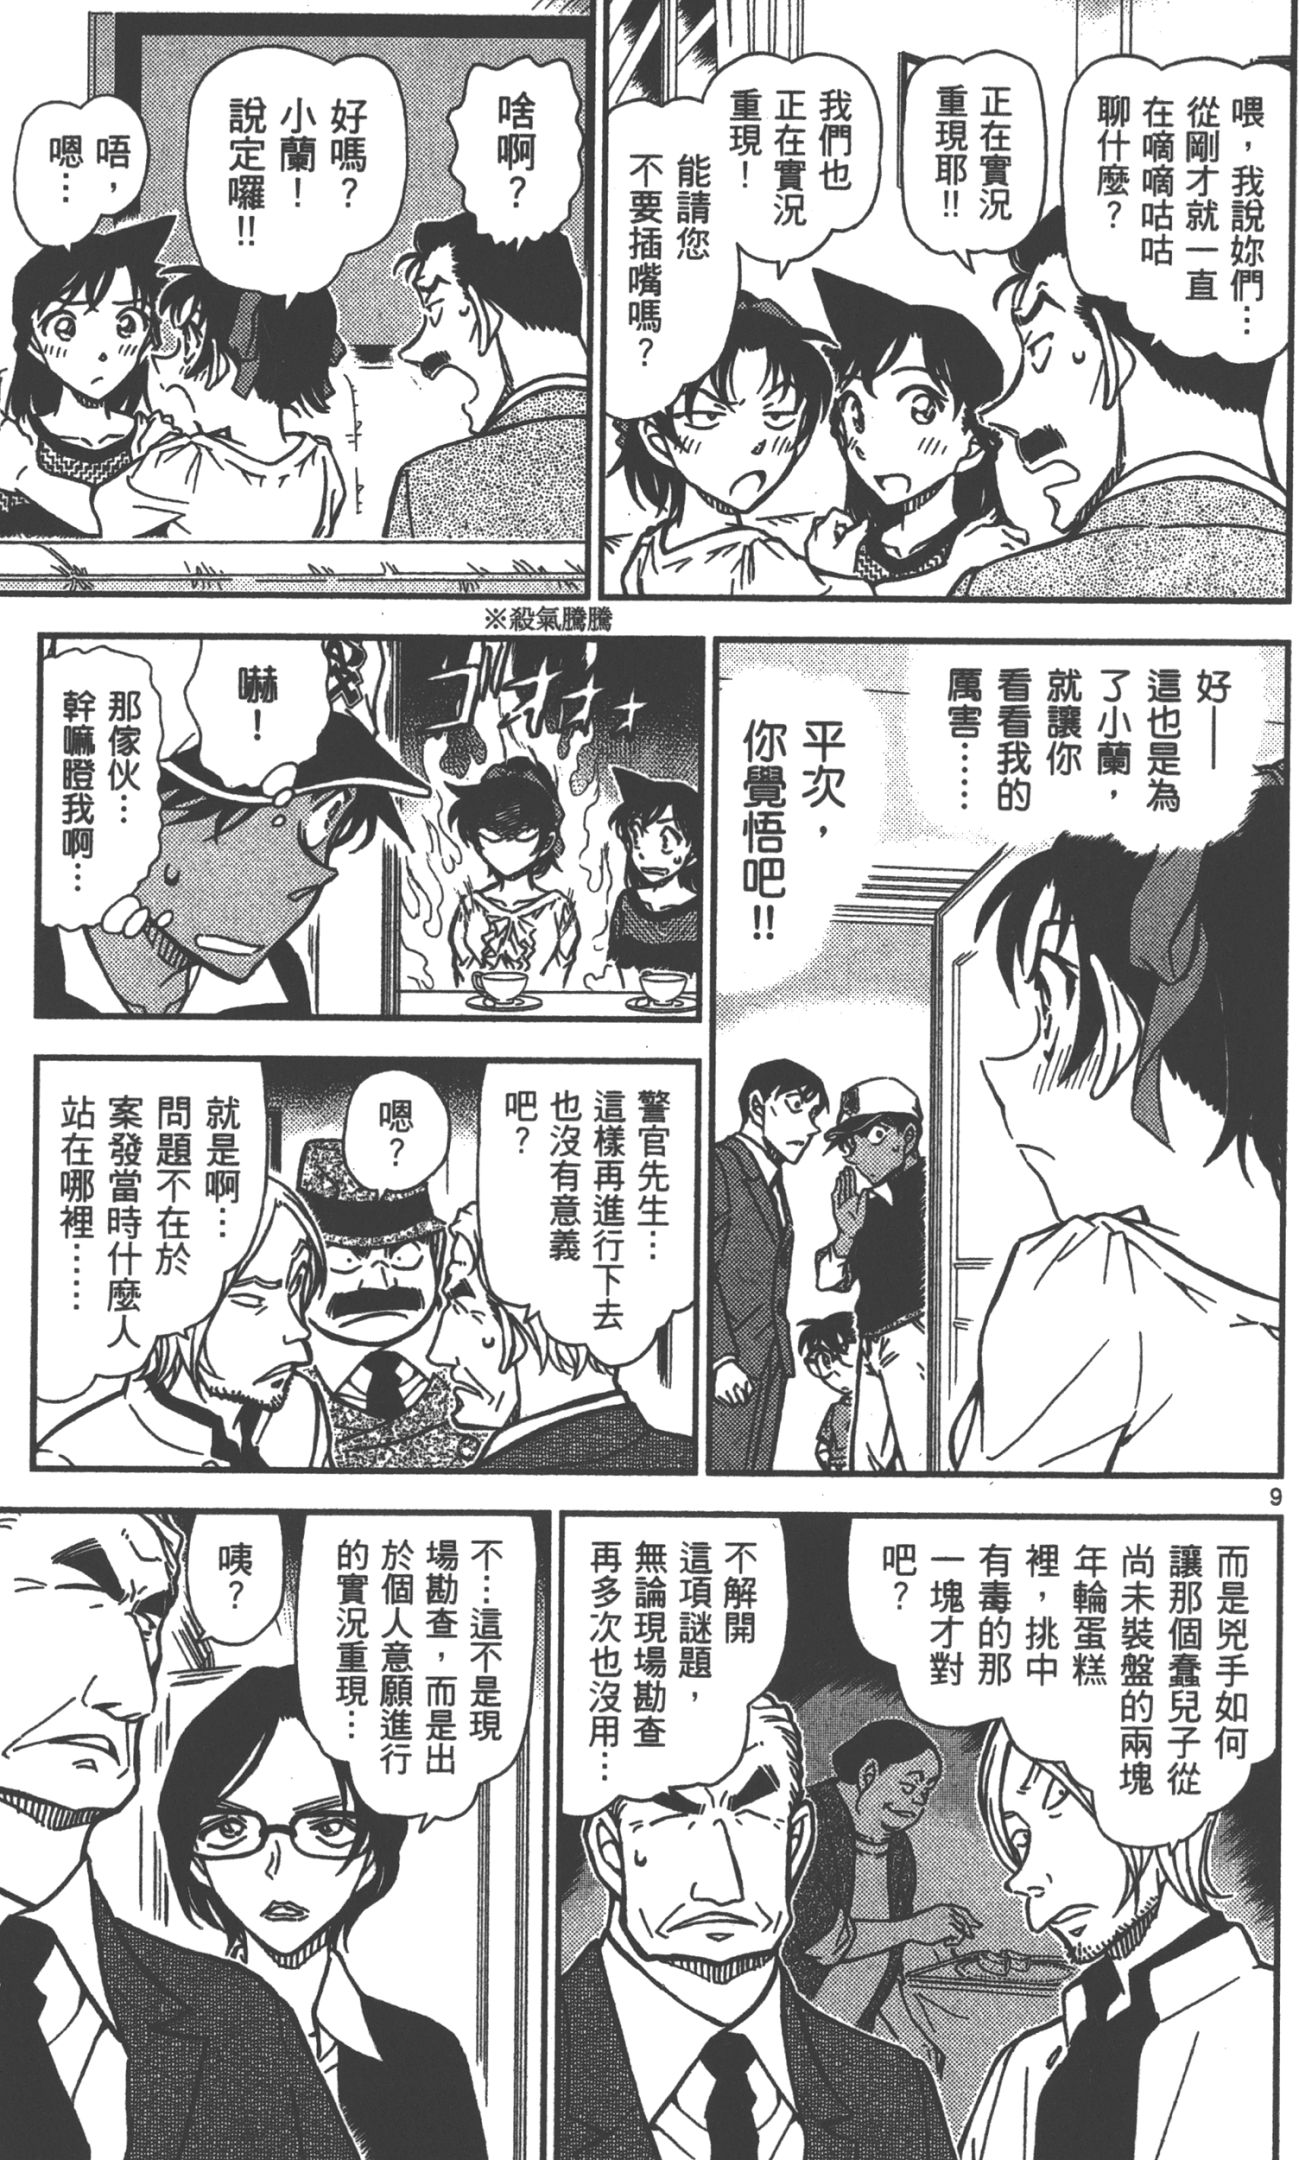 喂，我說妳們…
從剛才就一直
在嘀嘀咕咕
聊什麼？
正在實況
重現耶!!
我們也
正在實況
重現！
能請您
不要插嘴嗎？
啥啊？
好嗎？
小蘭！
說定囉!!
唔，
嗯…
好——
這也是為
了小蘭，
就讓你
看看我的
厲害……
平次，
你覺悟吧!!
※殺氣騰騰
ゴゴゴ…
嚇！
那傢伙…
幹嘛瞪我啊…
警官先生…
這樣再進行下去
也沒有意義
吧？
嗯？
就是啊…
問題不在於
案發當時什麼人
站在哪裡……
9
而是兇手如何
讓那個蠢兒子從
尚未裝盤的兩塊
年輪蛋糕
裡，挑中
有毒的那
一塊才對
吧？
不解開
這項謎題，
無論現場勘查
再多次也沒用…
不…這不是現
場勘查，而是出
於個人意願進行
的實況重現…
咦？